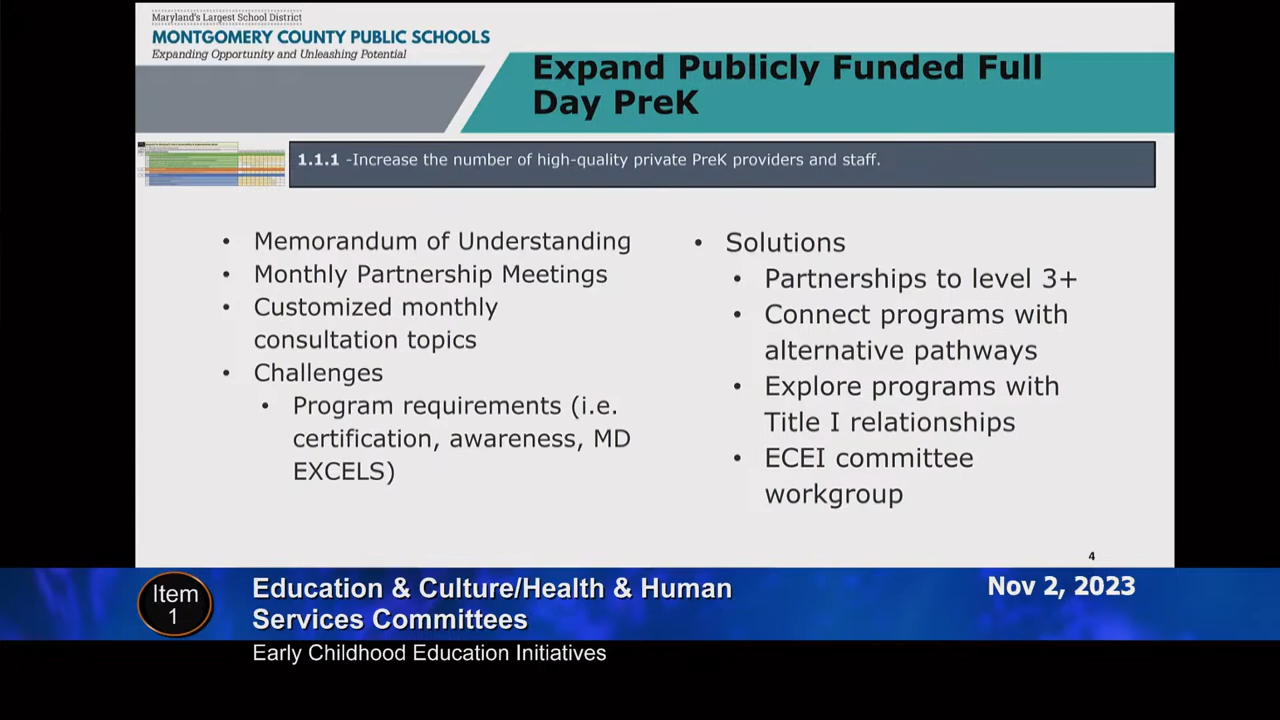 Maryland's Largest School District
MONTGOMERY COUNTY PUBLIC SCHOOLS
Expanding Opportunity and Unleashing Potential
Expand Publicly Funded Full
Day PreK
1.1.1 -Increase the number of high-quality private PreK providers and staff.
• Memorandum of Understanding
• Monthly Partnership Meetings
• Customized monthly
consultation topics
• Challenges
• Program requirements (i.e.
certification, awareness, MD
EXCELS)
• Solutions
• Partnerships to level 3+
• Connect programs with
alternative pathways
• Explore programs with
Title I relationships
• ECEI committee
workgroup
4
Item
1
Education & Culture/Health & Human
Services Committees
Nov 2, 2023
Early Childhood Education Initiatives